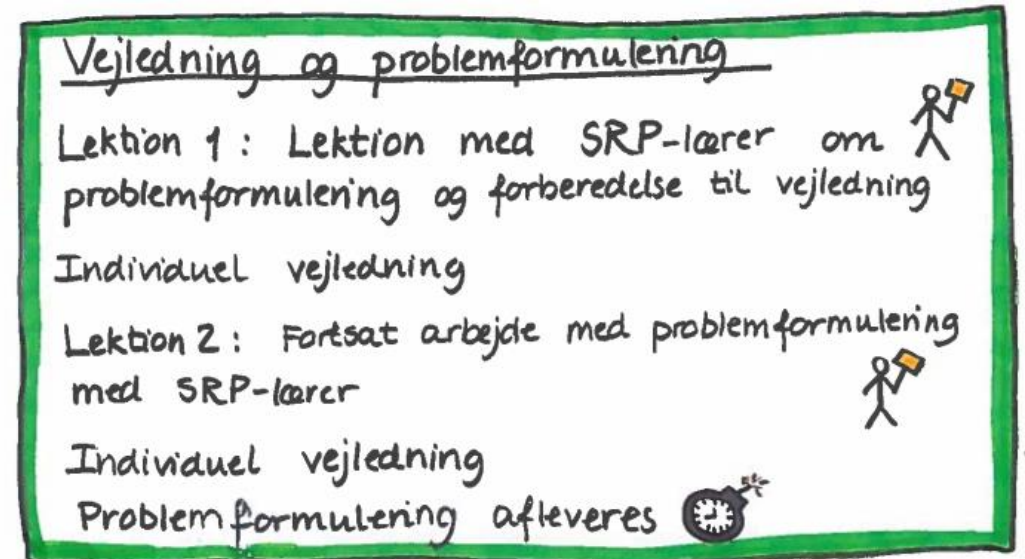 Vejledning og problemformulering
Lektion 1 : Lektion med SRP-lærer om
problemformulering og forberedelse til vejledning
Individuel vejledning
Lektion 2 : Fortsat arbejde med problemformulering
med SRP-lærer
Individuel vejledning
Problemformulering afleveres